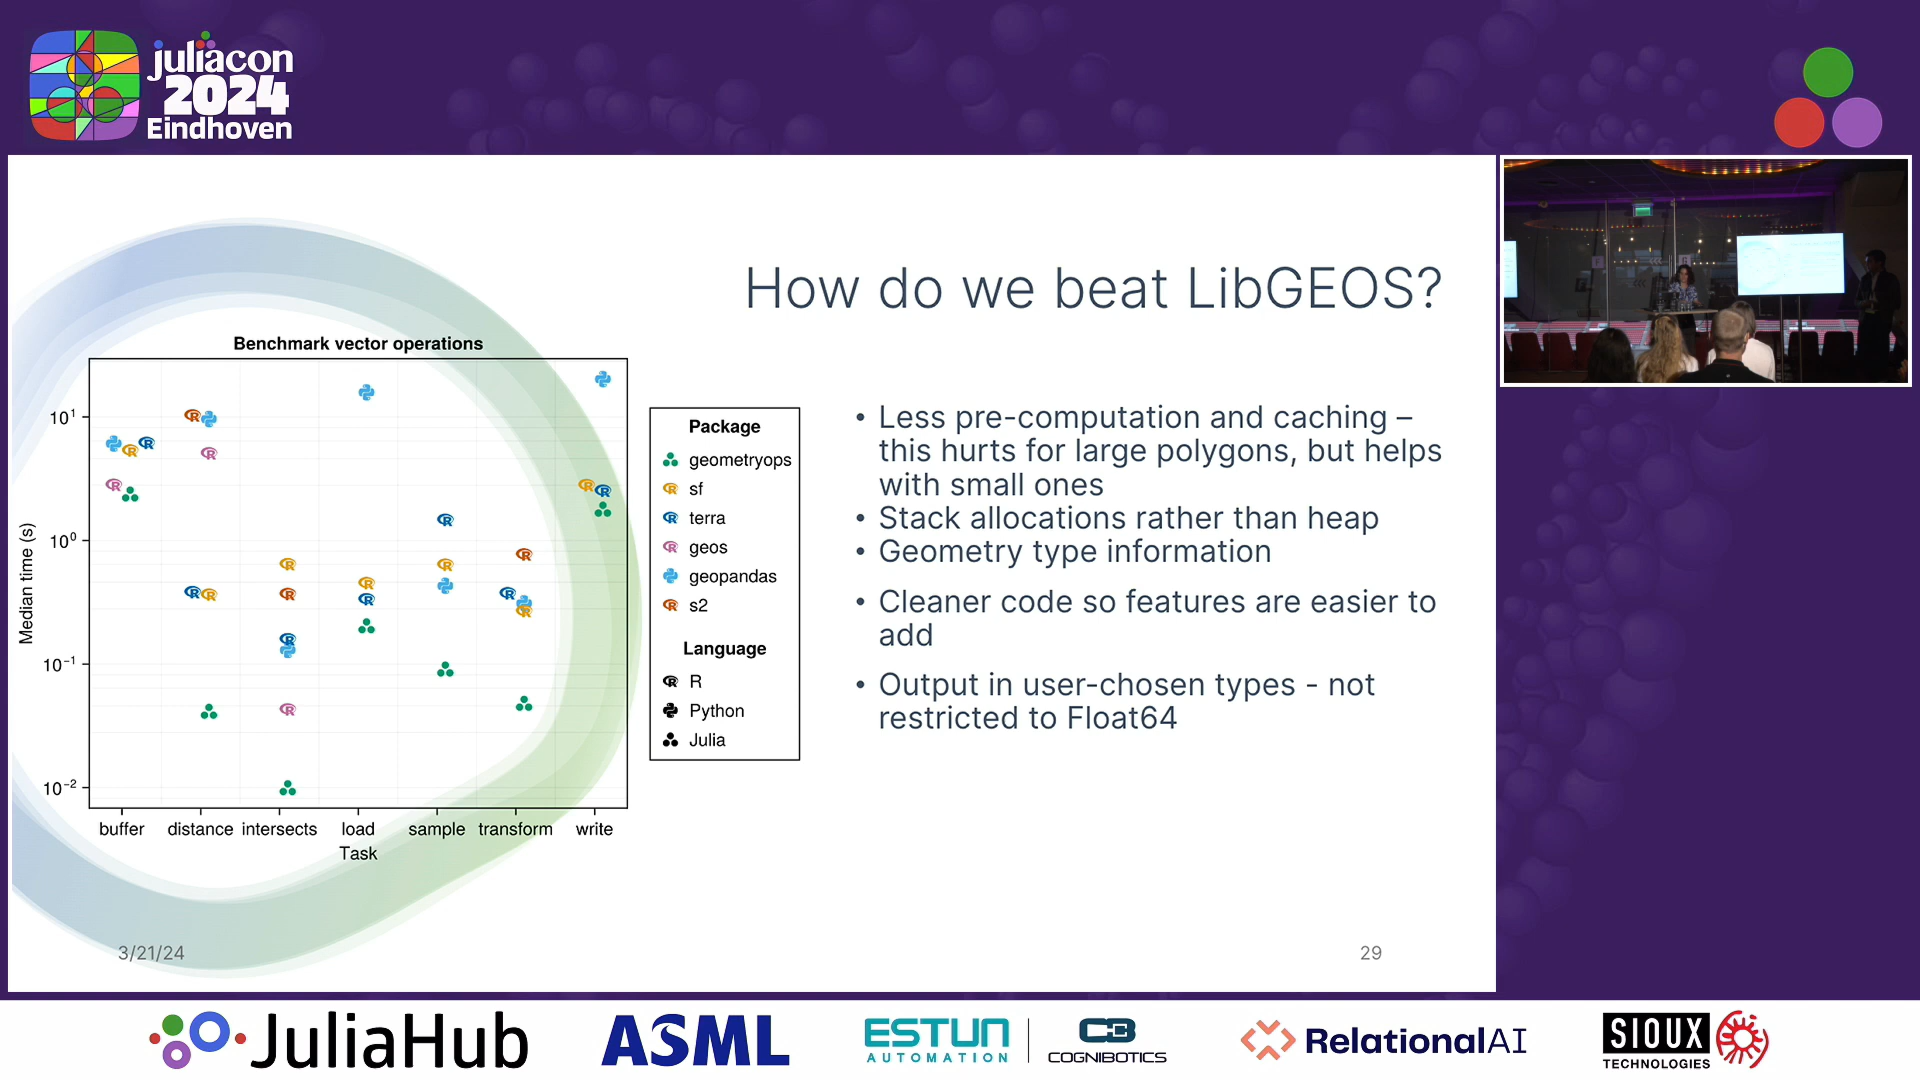 juliacon
2024
Eindhoven
How do we beat LibGEOS?
Benchmark vector operations
Median time (s)
10¹
10⁰
10⁻¹
10⁻²
buffer distance intersects load sample transform write
Task
Package
geometryops
sf
terra
geos
geopandas
s2
Language
R
Python
Julia
• Less pre-computation and caching –
this hurts for large polygons, but helps
with small ones
• Stack allocations rather than heap
• Geometry type information
• Cleaner code so features are easier to
add
• Output in user-chosen types - not
restricted to Float64
3/21/24
29
JuliaHub
ASML
ESTUN
AUTOMATION
COGNIBOTICS
RelationalAI
SIOUX
TECHNOLOGIES